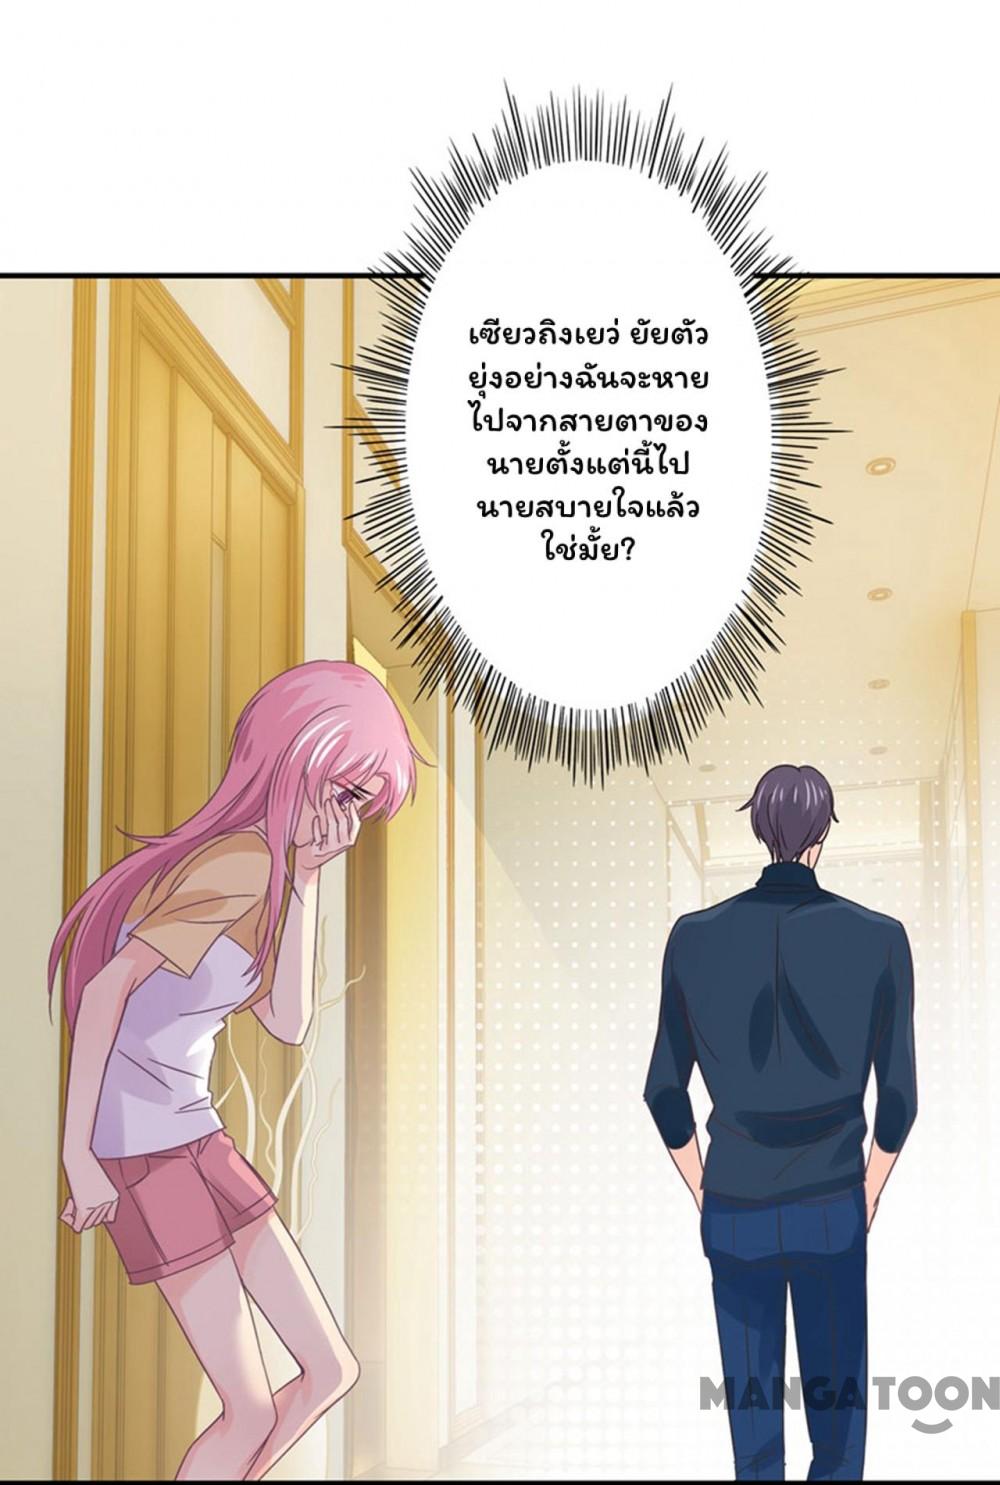 เซียวถิงเยว่ ยัยตัว
ยุ่งอย่างฉันจะหาย
ไปจากสายตาของ
นายตั้งแต่นี้ไป
นายสบายใจแล้ว
ใช่มั้ย?
MANGATOON